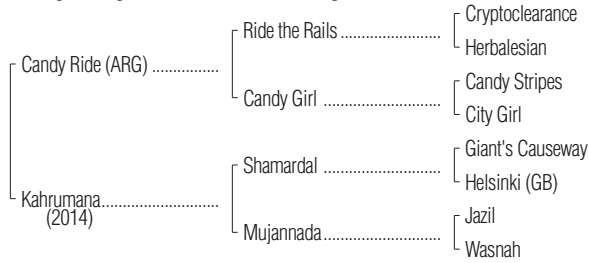 Cryptoclearance
Ride the Rails ....................
Herbalesian
Candy Ride (ARG) ................
Candy Stripes
Candy Girl ........................
City Girl
Giant's Causeway
Shamardal ........................
Helsinki (GB)
Kahrumana............................
(2014)
Jazil
Mujannada........................
Wasnah